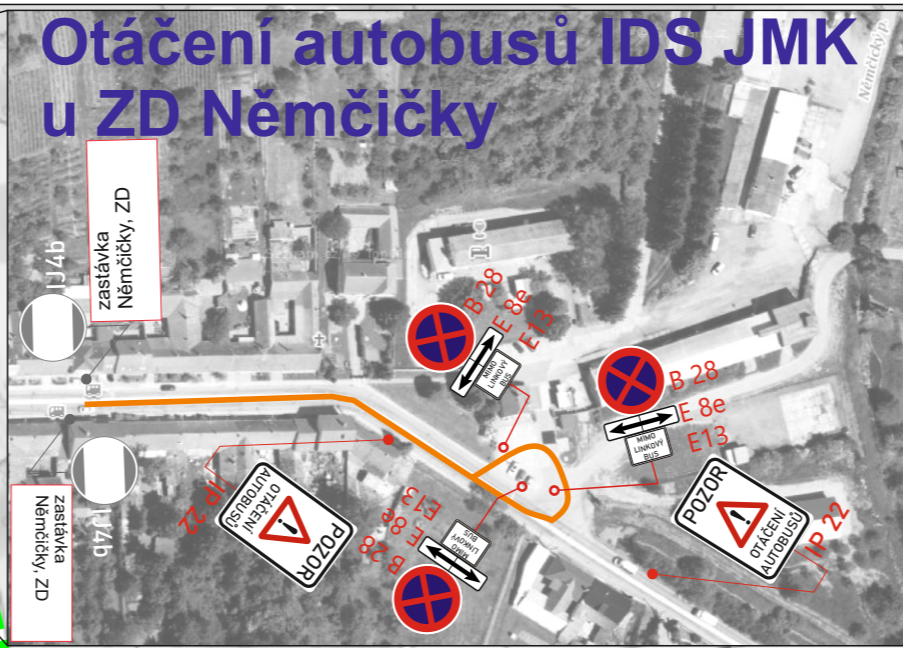 Otáčení autobusů IDS JMK
u ZD Němčičky
Němčický p.
zastávka
Němčičky, ZD
IJ4b
B 28
E 8e
E13
MIMO
LINKOVÝ
BUS
B 28
E 8e
E13
MIMO
LINKOVÝ
BUS
IP 22
POZOR
OTÁČENÍ
AUTOBUSŮ
B 28
E 8e
E13
MIMO
LINKOVÝ
BUS
POZOR
OTÁČENÍ
AUTOBUSŮ
IP 22
IJ4b
zastávka
Němčičky, ZD